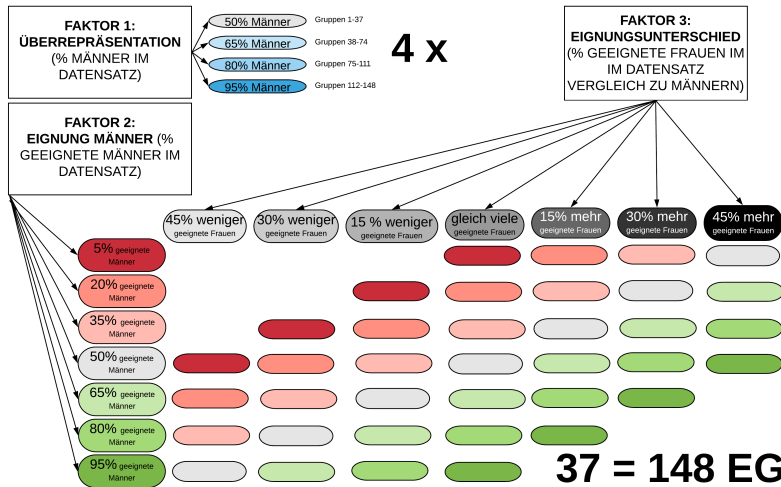 FAKTOR 1:
ÜBERREPRÄSENTATION
(% MÄNNER IM
DATENSATZ)
50% Männer
Gruppen 1-37
65% Männer
Gruppen 38-74
80% Männer
Gruppen 75-111
95% Männer
Gruppen 112-148
4 x
FAKTOR 3:
EIGNUNGSUNTERSCHIED
(% GEEIGNETE FRAUEN IM
IM DATENSATZ
VERGLEICH ZU MÄNNERN)
FAKTOR 2:
EIGNUNG MÄNNER (%
GEEIGNETE MÄNNER IM
DATENSATZ)
45% weniger
geeignete Frauen
30% weniger
geeignete Frauen
15 % weniger
geeignete Frauen
gleich viele
geeignete Frauen
15% mehr
geeignete Frauen
30% mehr
geeignete Frauen
45% mehr
geeignete Frauen
5% geeignete
Männer
20% geeignete
Männer
35% geeignete
Männer
50% geeignete
Männer
65% geeignete
Männer
80% geeignete
Männer
95% geeignete
Männer
37 = 148 EG